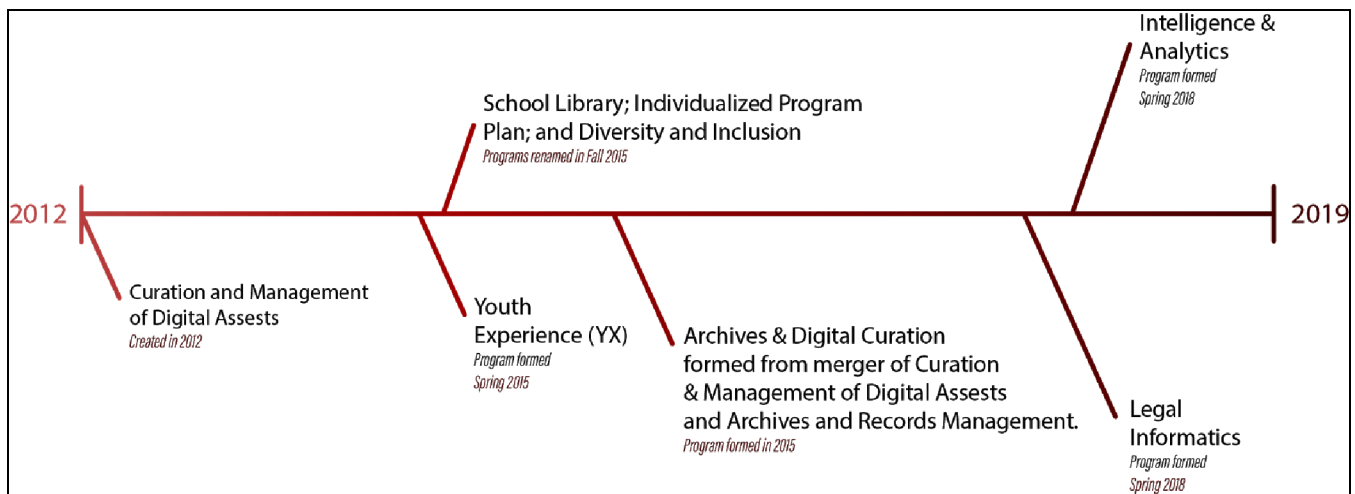 Intelligence &
Analytics
Program formed
Spring 2018
School Library; Individualized Program
Plan; and Diversity and Inclusion
Programs renamed in Fall 2015
2012
2019
Curation and Management
of Digital Assests
Created in 2012
Youth
Experience (YX)
Program formed
Spring 2015
Archives & Digital Curation
formed from merger of Curation
& Management of Digital Assests
and Archives and Records Management.
Program formed in 2015
Legal
Informatics
Program formed
Spring 2018